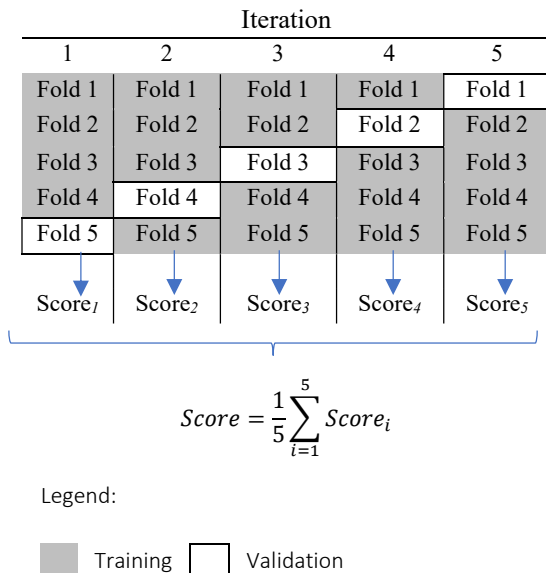 Iteration
1 2 3 4 5
Fold 1 Fold 1 Fold 1 Fold 1 Fold 1
Fold 2 Fold 2 Fold 2 Fold 2 Fold 2
Fold 3 Fold 3 Fold 3 Fold 3 Fold 3
Fold 4 Fold 4 Fold 4 Fold 4 Fold 4
Fold 5 Fold 5 Fold 5 Fold 5 Fold 5
Score₁ Score₂ Score₃ Score₄ Score₅
Score = 1/5 ∑_{i=1}^{5} Score_i
Legend:
Training Validation